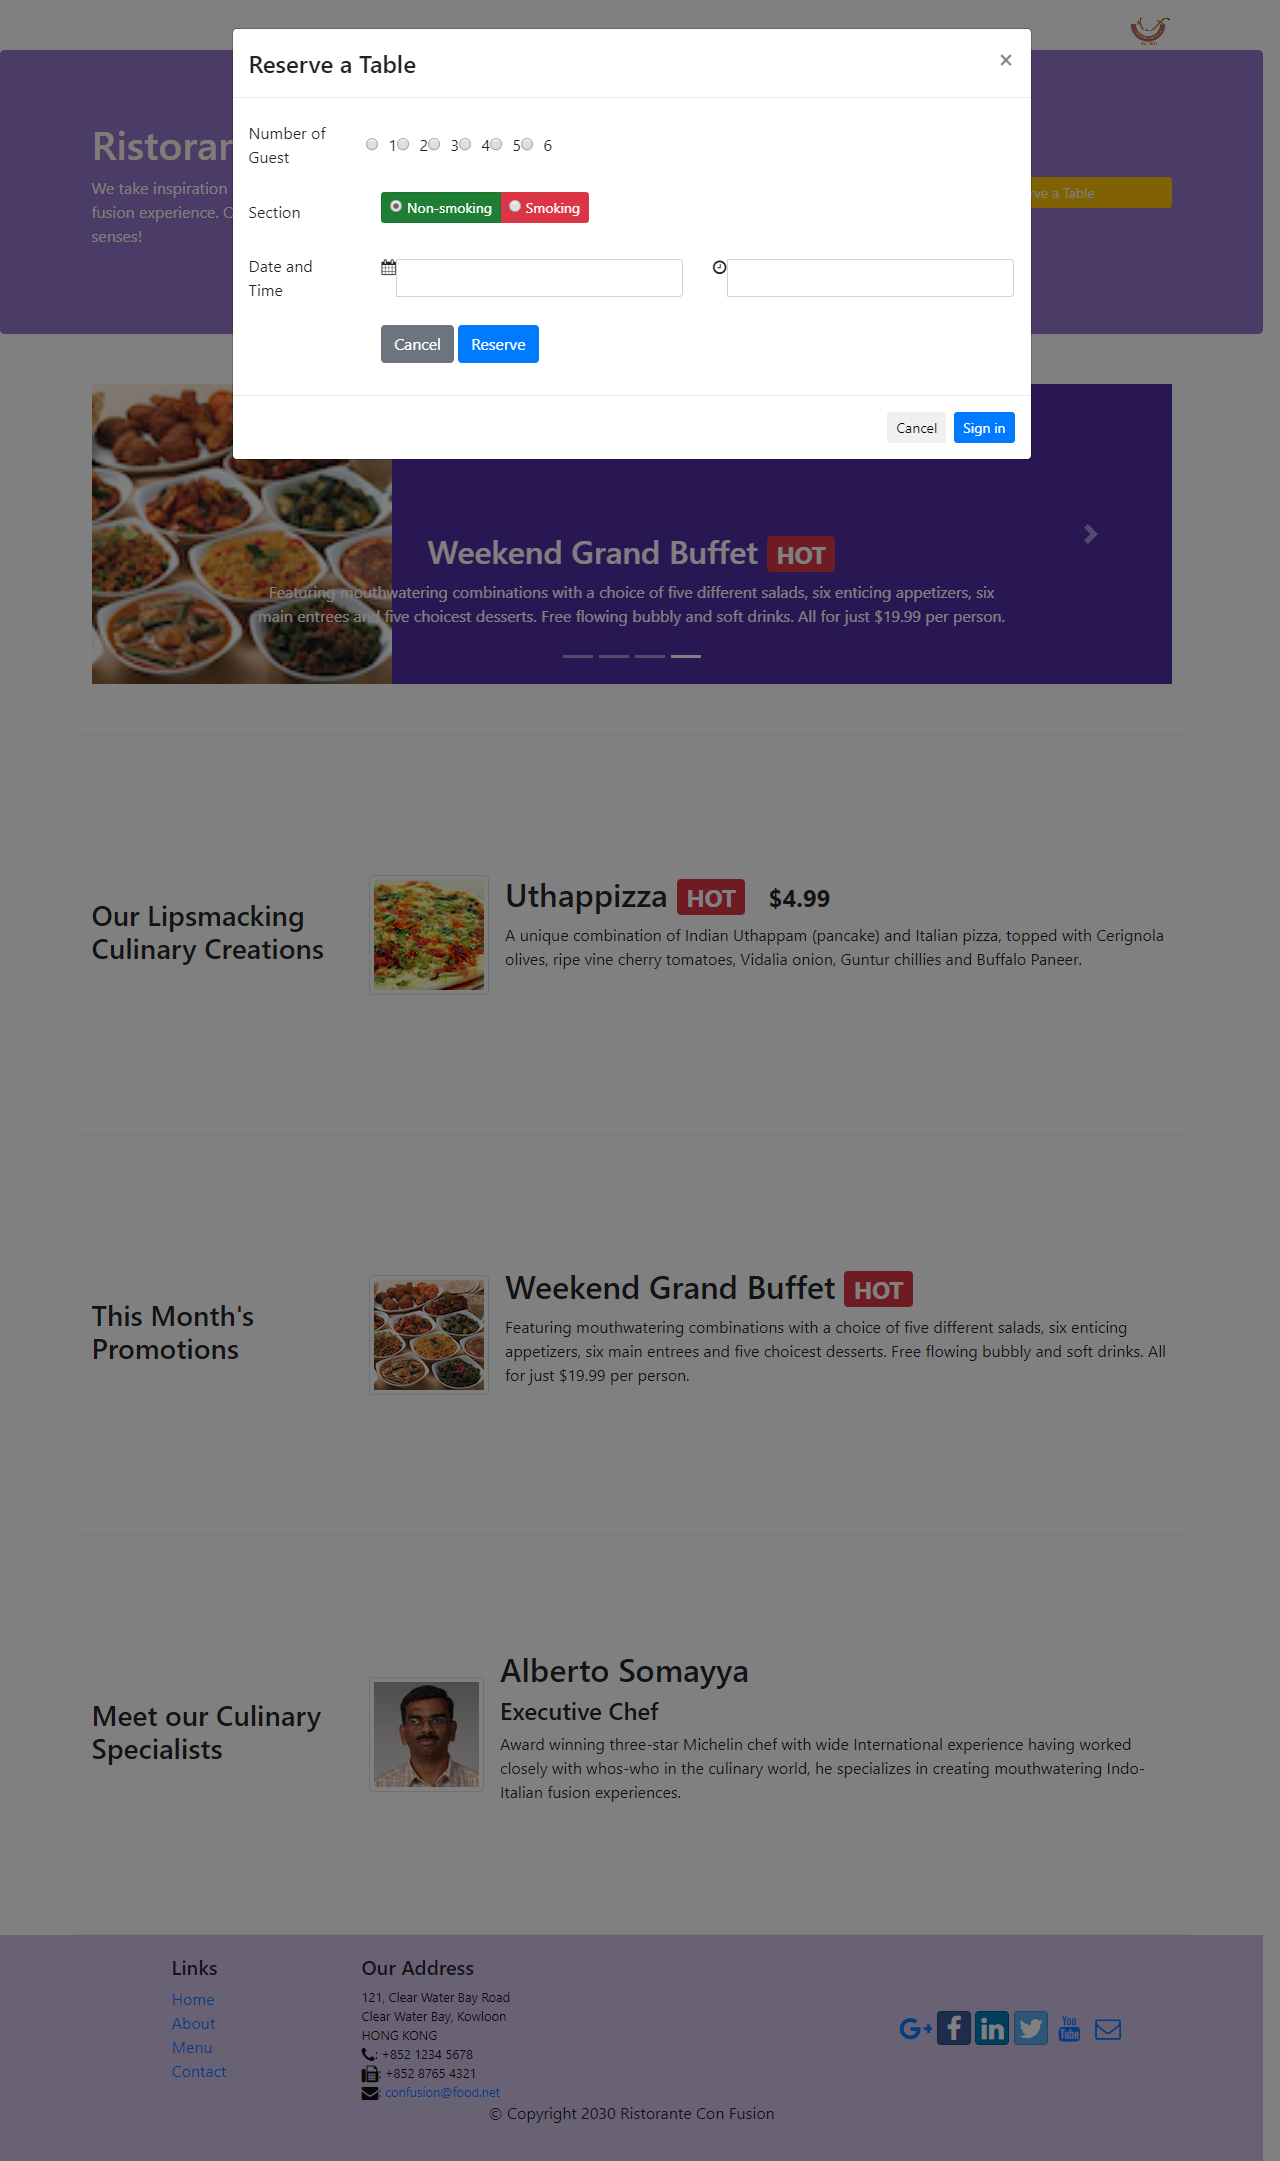 Reserve a Table ×
Number of
Guest
1 2 3 4 5 6
Section
Non-smoking Smoking
Date and
Time
Cancel Reserve
Cancel Sign in
Ristoran
We take inspiration
fusion experience. C
senses!
ve a Table
Weekend Grand Buffet HOT
Featuring mouthwatering combinations with a choice of five different salads, six enticing appetizers, six
main entrees and five choicest desserts. Free flowing bubbly and soft drinks. All for just $19.99 per person.
Our Lipsmacking
Culinary Creations
Uthappizza HOT $4.99
A unique combination of Indian Uthappam (pancake) and Italian pizza, topped with Cerignola
olives, ripe vine cherry tomatoes, Vidalia onion, Guntur chillies and Buffalo Paneer.
This Month's
Promotions
Weekend Grand Buffet HOT
Featuring mouthwatering combinations with a choice of five different salads, six enticing
appetizers, six main entrees and five choicest desserts. Free flowing bubbly and soft drinks. All
for just $19.99 per person.
Meet our Culinary
Specialists
Alberto Somayya
Executive Chef
Award winning three-star Michelin chef with wide International experience having worked
closely with whos-who in the culinary world, he specializes in creating mouthwatering Indo-
Italian fusion experiences.
Links
Home
About
Menu
Contact
Our Address
121, Clear Water Bay Road
Clear Water Bay, Kowloon
HONG KONG
: +852 1234 5678
: +852 8765 4321
: confusion@food.net
G+ f in You Tube
© Copyright 2030 Ristorante Con Fusion